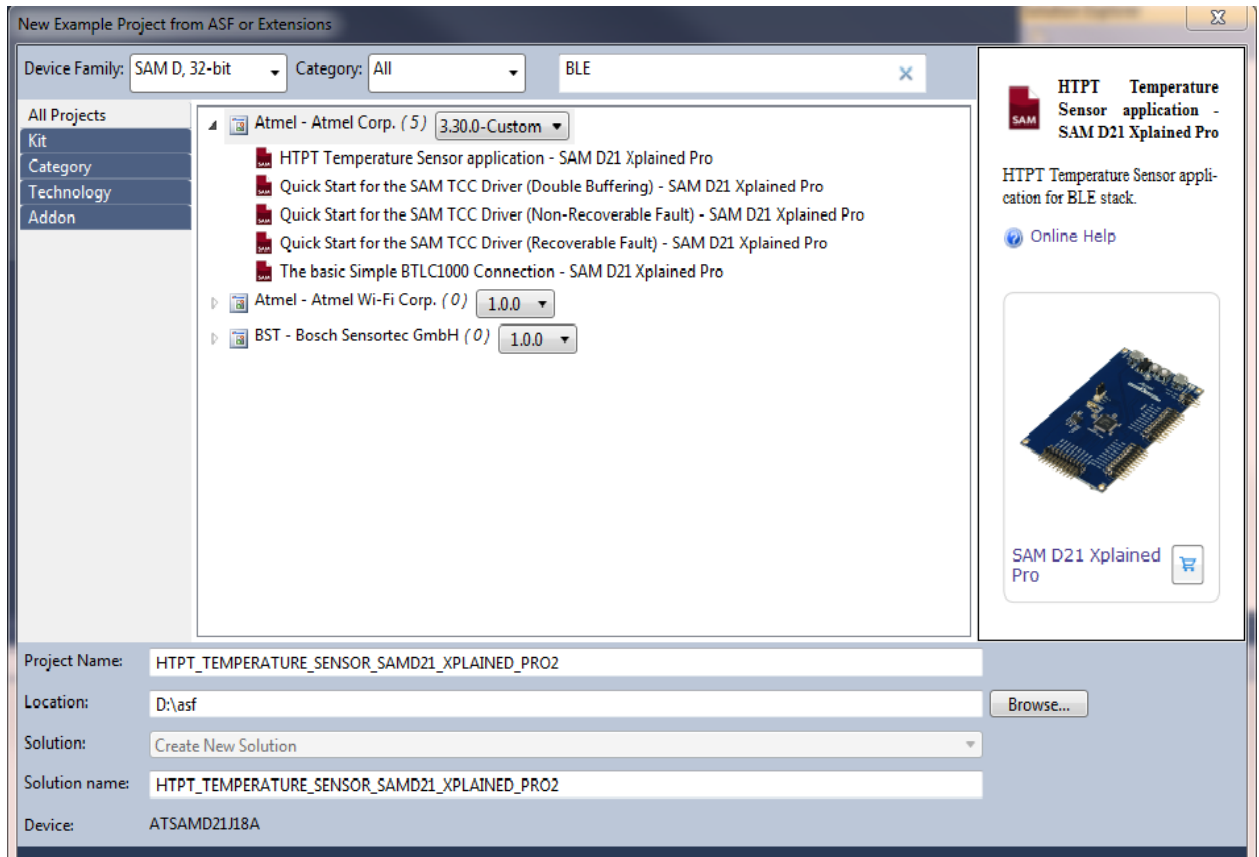 New Example Project from ASF or Extensions
Device Family: SAM D, 32-bit Category: All BLE
All Projects
Kit
Category
Technology
Addon
Atmel - Atmel Corp. (5) 3.30.0-Custom
HTPT Temperature Sensor application - SAM D21 Xplained Pro
Quick Start for the SAM TCC Driver (Double Buffering) - SAM D21 Xplained Pro
Quick Start for the SAM TCC Driver (Non-Recoverable Fault) - SAM D21 Xplained Pro
Quick Start for the SAM TCC Driver (Recoverable Fault) - SAM D21 Xplained Pro
The basic Simple BTLC1000 Connection - SAM D21 Xplained Pro
Atmel - Atmel Wi-Fi Corp. (0) 1.0.0
BST - Bosch Sensortec GmbH (0) 1.0.0
SAM
HTPT Temperature
Sensor application -
SAM D21 Xplained Pro
HTPT Temperature Sensor appli-
cation for BLE stack.
Online Help
SAM D21 Xplained
Pro
Project Name: HTPT_TEMPERATURE_SENSOR_SAMD21_XPLAINED_PRO2
Location: D:\asf Browse...
Solution: Create New Solution
Solution name: HTPT_TEMPERATURE_SENSOR_SAMD21_XPLAINED_PRO2
Device: ATSAMD21J18A